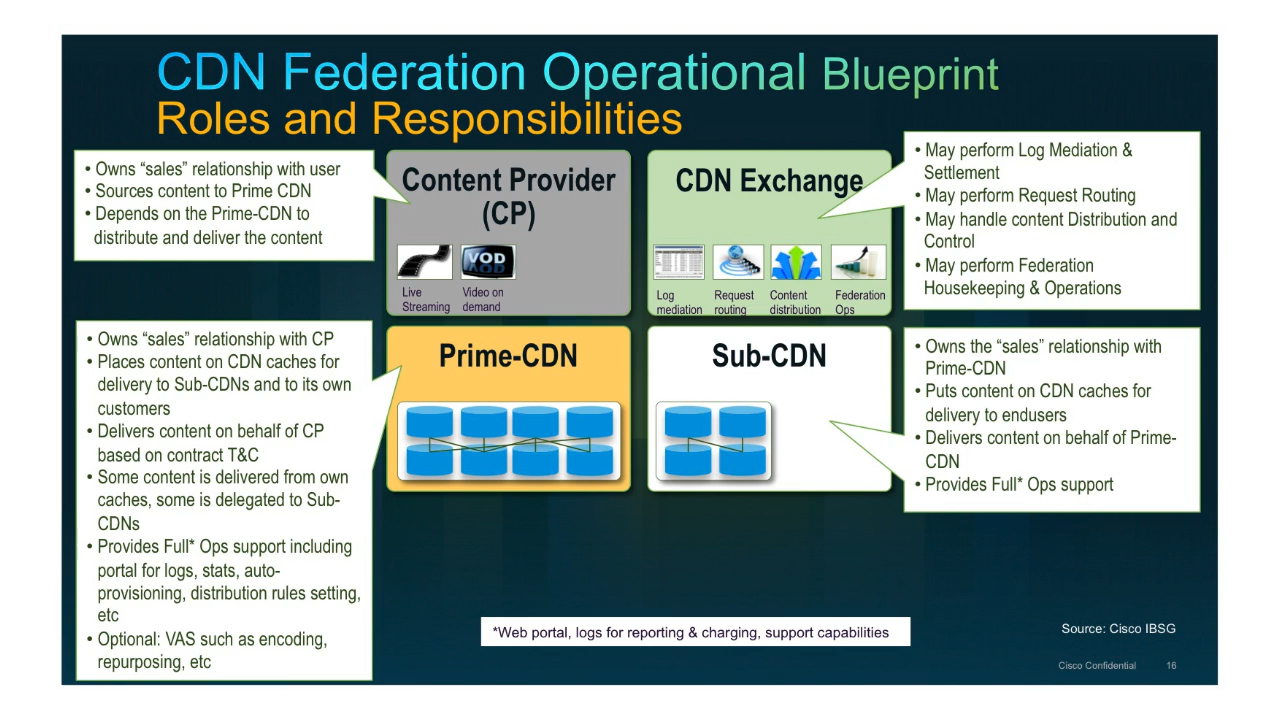 CDN Federation Operational Blueprint
Roles and Responsibilities
• Owns “sales” relationship with user
• Sources content to Prime CDN
• Depends on the Prime-CDN to
distribute and deliver the content
Content Provider
(CP)
VOD
Live
Streaming
Video on
demand
CDN Exchange
Log
mediation
Request
routing
Content
distribution
Federation
Ops
• May perform Log Mediation &
Settlement
• May perform Request Routing
• May handle content Distribution and
Control
• May perform Federation
Housekeeping & Operations
• Owns “sales” relationship with CP
• Places content on CDN caches for
delivery to Sub-CDNs and to its own
customers
• Delivers content on behalf of CP
based on contract T&C
• Some content is delivered from own
caches, some is delegated to Sub-
CDNs
• Provides Full* Ops support including
portal for logs, stats, auto-
provisioning, distribution rules setting,
etc
• Optional: VAS such as encoding,
repurposing, etc
Prime-CDN
Sub-CDN
• Owns the “sales” relationship with
Prime-CDN
• Puts content on CDN caches for
delivery to endusers
• Delivers content on behalf of Prime-
CDN
• Provides Full* Ops support
*Web portal, logs for reporting & charging, support capabilities
Source: Cisco IBSG
Cisco Confidential 16